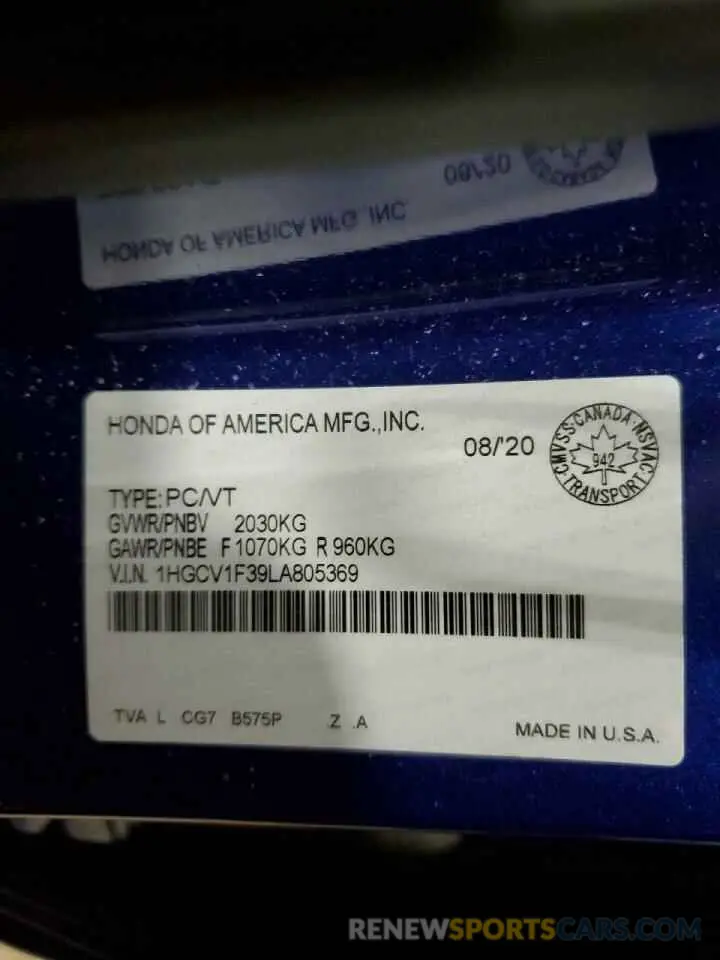 08/'20
HONDA OF AMERICA MFG., INC.
HONDA OF AMERICA MFG.,INC.
08/'20
CMVSS·CANADA·NSVAC
942
·TRANSPORT·
TYPE: PC/VT
GVWR/PNBV 2030KG
GAWR/PNBE F 1070KG R 960KG
V.I.N. 1HGCV1F39LA805369
TVA L CG7 B575P Z .A
MADE IN U.S.A.
RENEWSPORTSCARS.COM